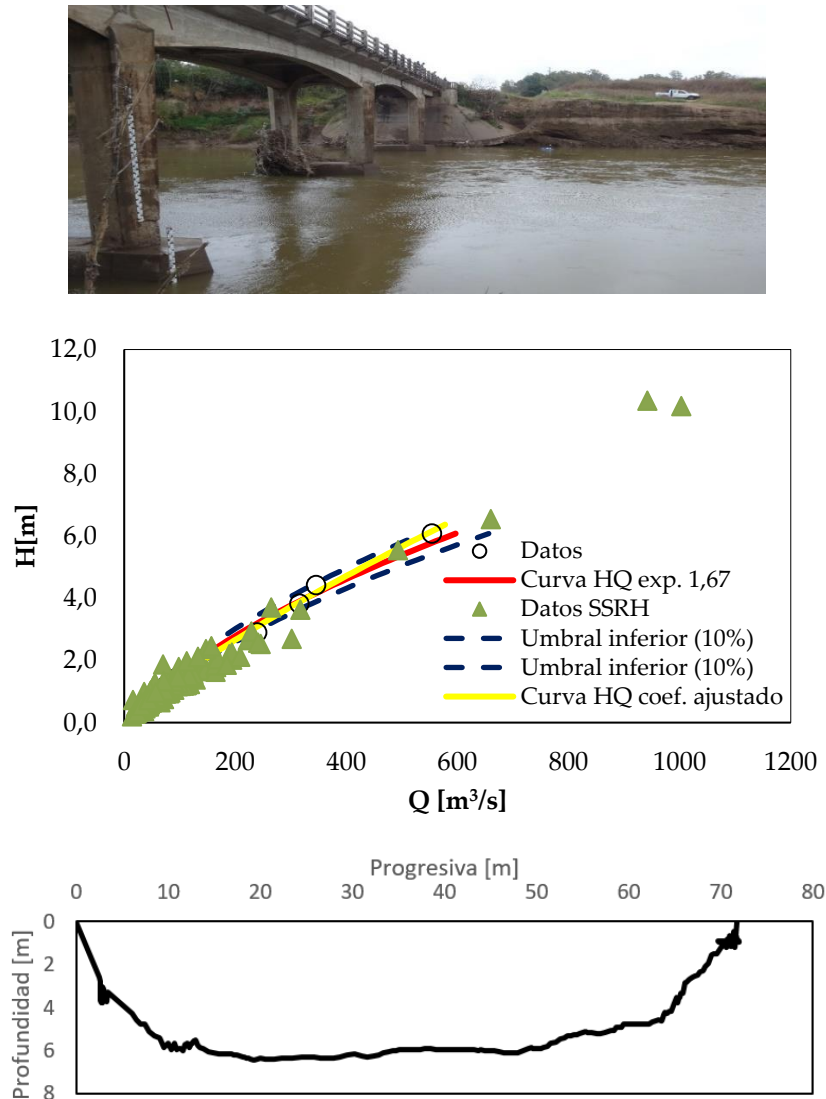 12,0
10,0
8,0
6,0
4,0
2,0
0,0
H[m]
Datos
Curva HQ exp. 1,67
Datos SSRH
Umbral inferior (10%)
Umbral inferior (10%)
Curva HQ coef. ajustado
0 200 400 600 800 1000 1200
Q [m³/s]
Progresiva [m]
0 10 20 30 40 50 60 70 80
0
2
4
6
8
Profundidad [m]